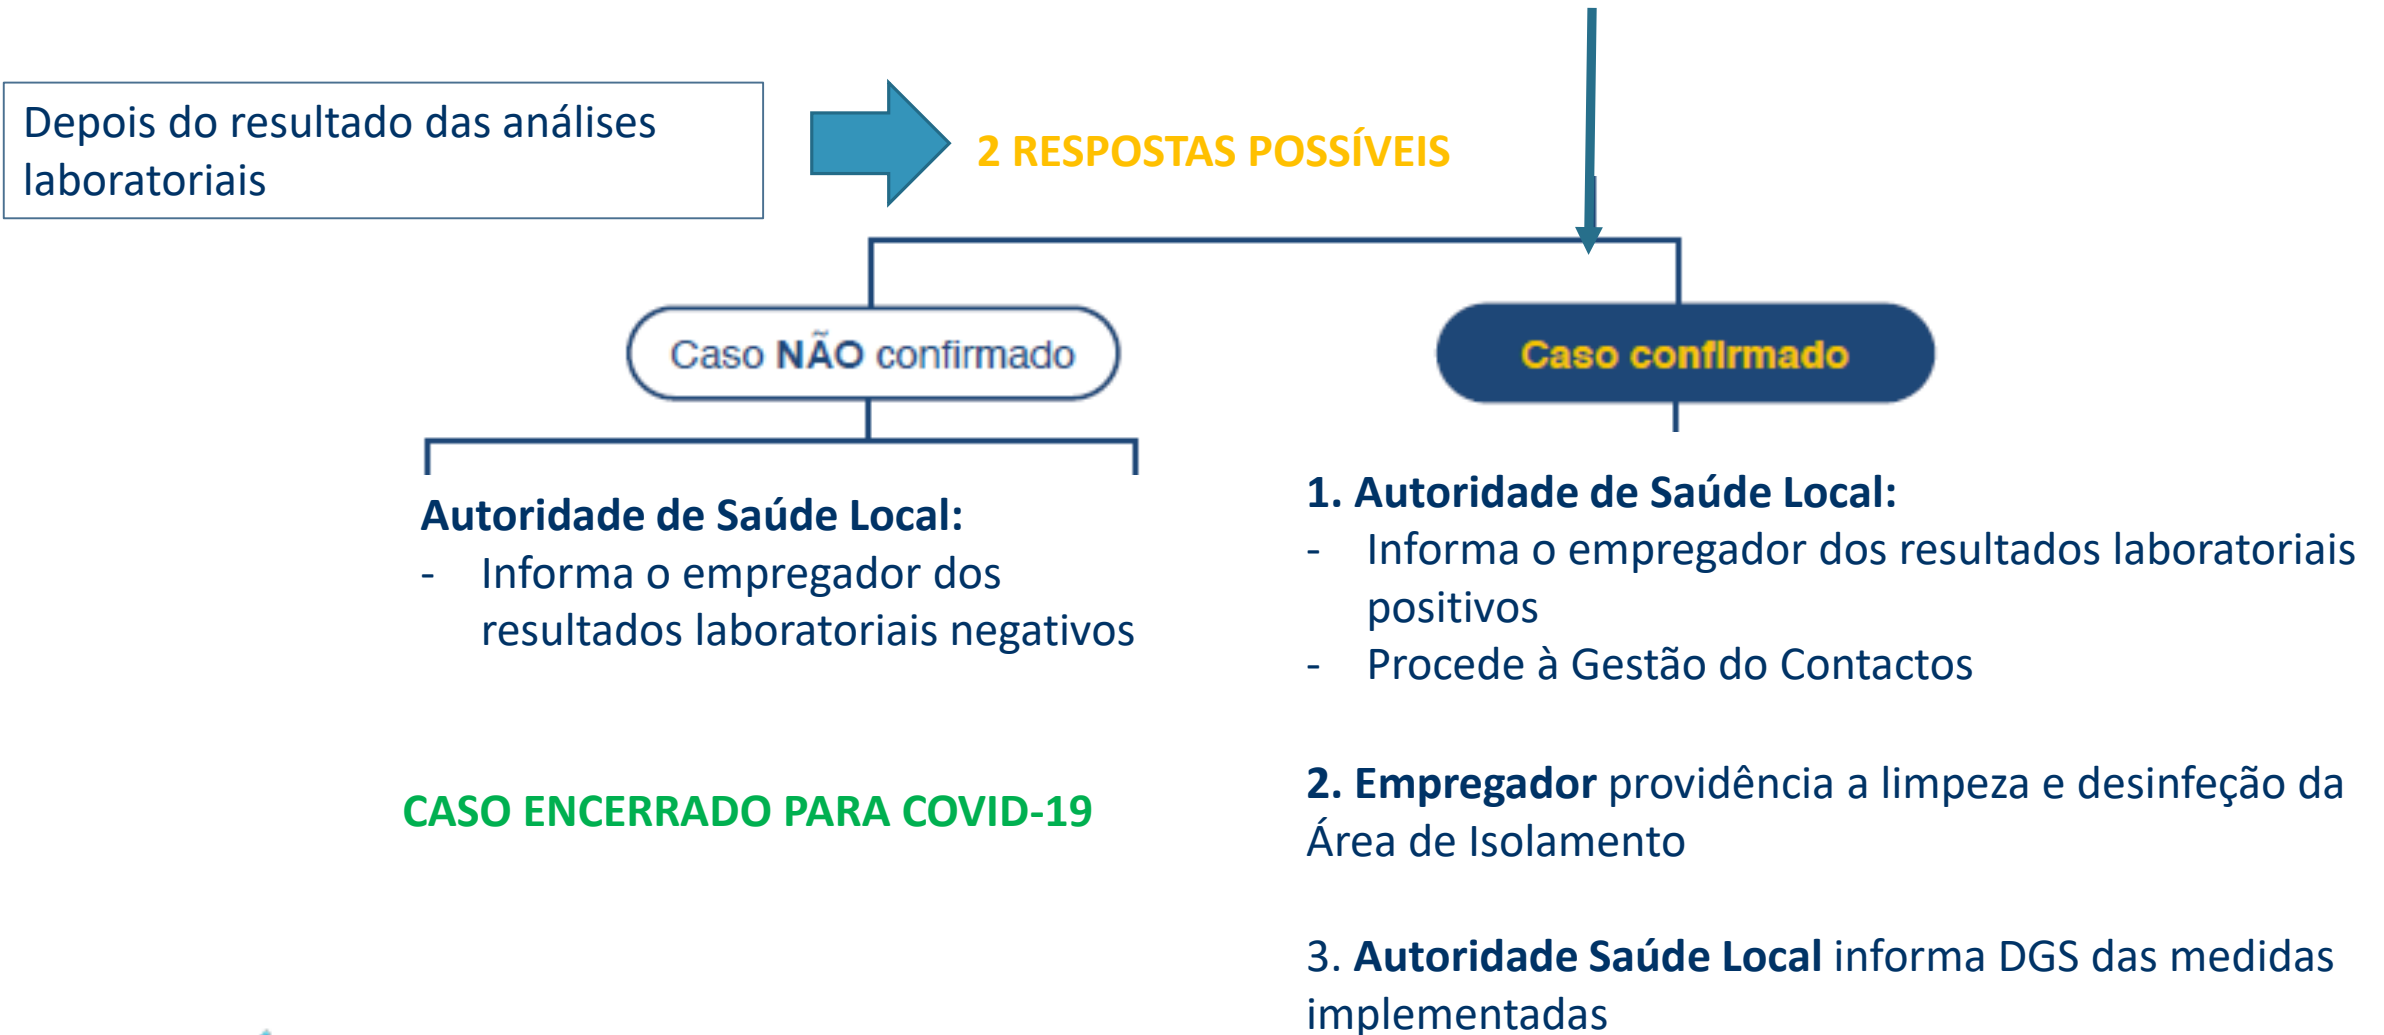 Depois do resultado das análises
laboratoriais
2 RESPOSTAS POSSÍVEIS
Caso NÃO confirmado
Caso confirmado
Autoridade de Saúde Local:
- Informa o empregador dos
resultados laboratoriais negativos
CASO ENCERRADO PARA COVID-19
1. Autoridade de Saúde Local:
- Informa o empregador dos resultados laboratoriais
positivos
- Procede à Gestão do Contactos
2. Empregador providência a limpeza e desinfeção da
Área de Isolamento
3. Autoridade Saúde Local informa DGS das medidas
implementadas